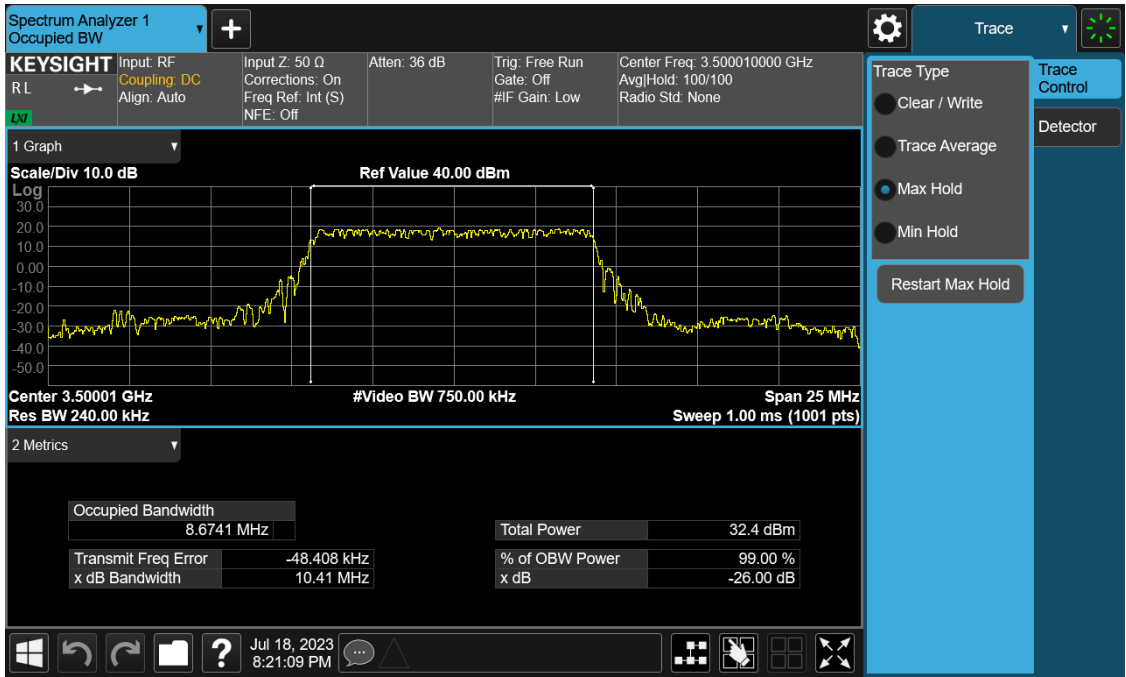 Spectrum Analyzer 1
Occupied BW
+
Trace
KEYSIGHT
R L
LXI
Input: RF
Coupling: DC
Align: Auto
Input Z: 50 Ω
Corrections: On
Freq Ref: Int (S)
NFE: Off
Atten: 36 dB
Trig: Free Run
Gate: Off
#IF Gain: Low
Center Freq: 3.500010000 GHz
Avg|Hold: 100/100
Radio Std: None
Trace Type
Clear / Write
Trace Average
Max Hold
Min Hold
Restart Max Hold
Trace
Control
Detector
1 Graph
Scale/Div 10.0 dB
Ref Value 40.00 dBm
Log
30.0
20.0
10.0
0.00
-10.0
-20.0
-30.0
-40.0
-50.0
Center 3.50001 GHz
#Video BW 750.00 kHz
Span 25 MHz
Res BW 240.00 kHz
Sweep 1.00 ms (1001 pts)
2 Metrics
Occupied Bandwidth
8.6741 MHz
Total Power 32.4 dBm
Transmit Freq Error -48.408 kHz
% of OBW Power 99.00 %
x dB Bandwidth 10.41 MHz
x dB -26.00 dB
?
Jul 18, 2023
8:21:09 PM